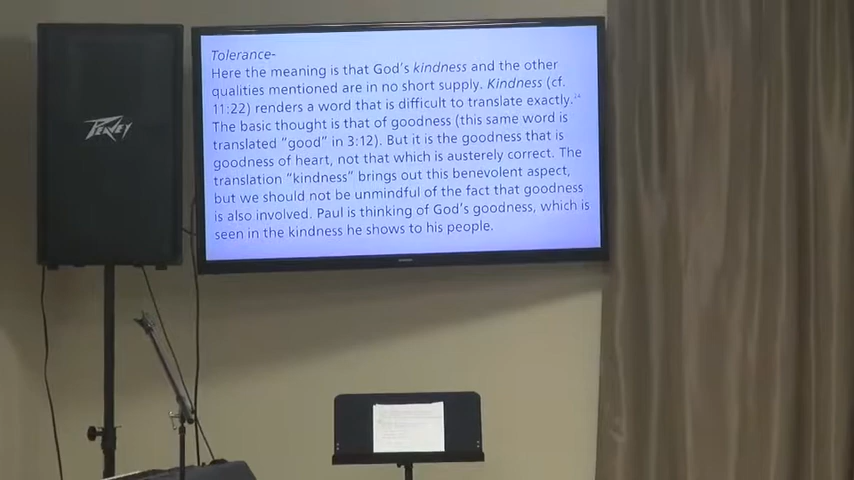 Tolerance-
Here the meaning is that God's kindness and the other
qualities mentioned are in no short supply. Kindness (cf.
11:22) renders a word that is difficult to translate exactly.24
The basic thought is that of goodness (this same word is
translated "good" in 3:12). But it is the goodness that is
goodness of heart, not that which is austerely correct. The
translation "kindness" brings out this benevolent aspect,
but we should not be unmindful of the fact that goodness
is also involved. Paul is thinking of God's goodness, which is
seen in the kindness he shows to his people.
PEAVEY